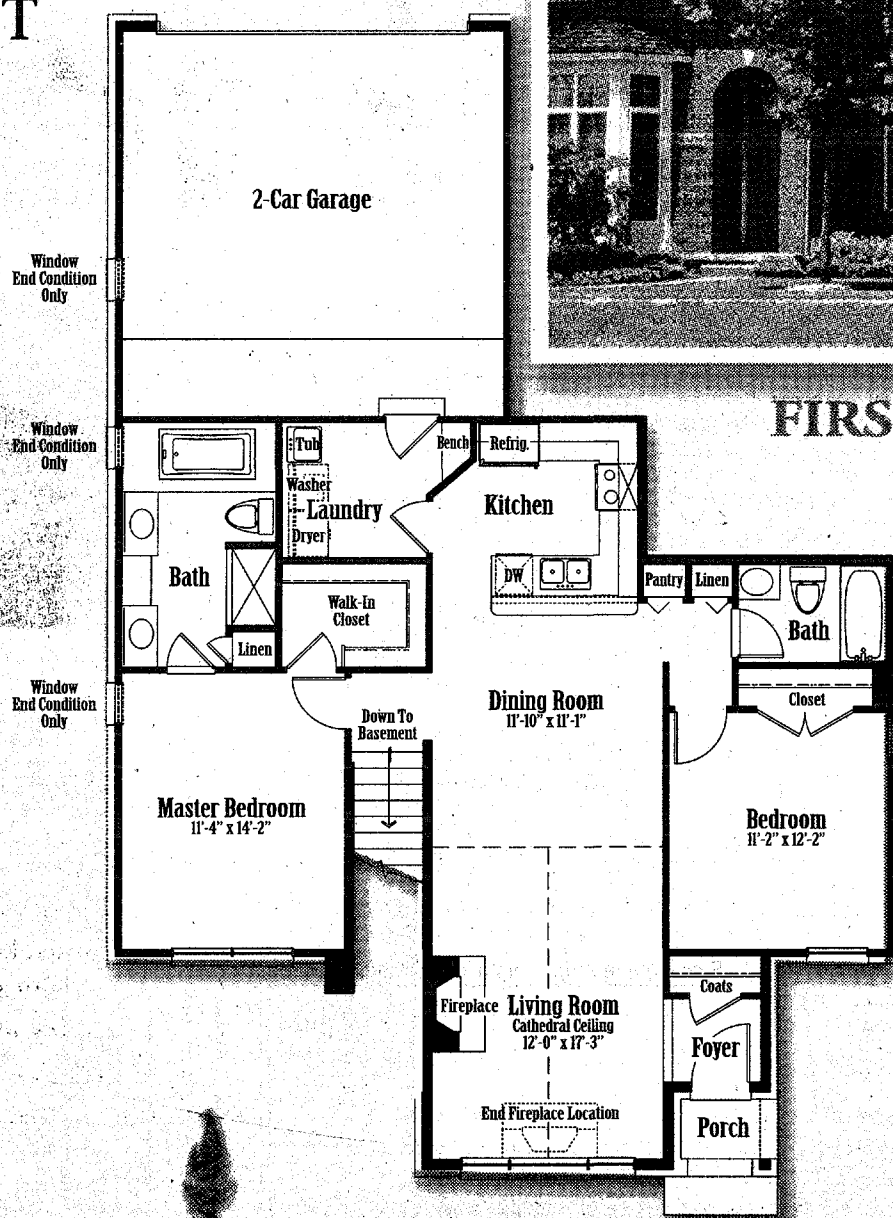 T
2-Car Garage
Window
End Condition
Only
FIRS
Window
End Condition
Only
Tub
Bench
Refrig.
Washer
Laundry
Dryer
Kitchen
Bath
DW
Pantry
Linen
Walk-In
Closet
Bath
Linen
Window
End Condition
Only
Closet
Down To
Basement
Dining Room
11'-10" x 11'-1"
Master Bedroom
11'-4" x 14'-2"
Bedroom
11'-2" x 12'-2"
Coats
Fireplace
Living Room
Cathedral Ceiling
12'-0" x 17'-3"
Foyer
End Fireplace Location
Porch